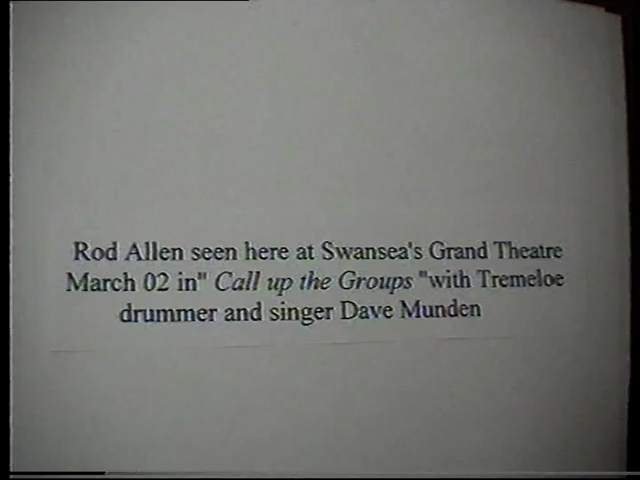 Rod Allen seen here at Swansea's Grand Theatre
March 02 in" Call up the Groups "with Tremeloe
drummer and singer Dave Munden